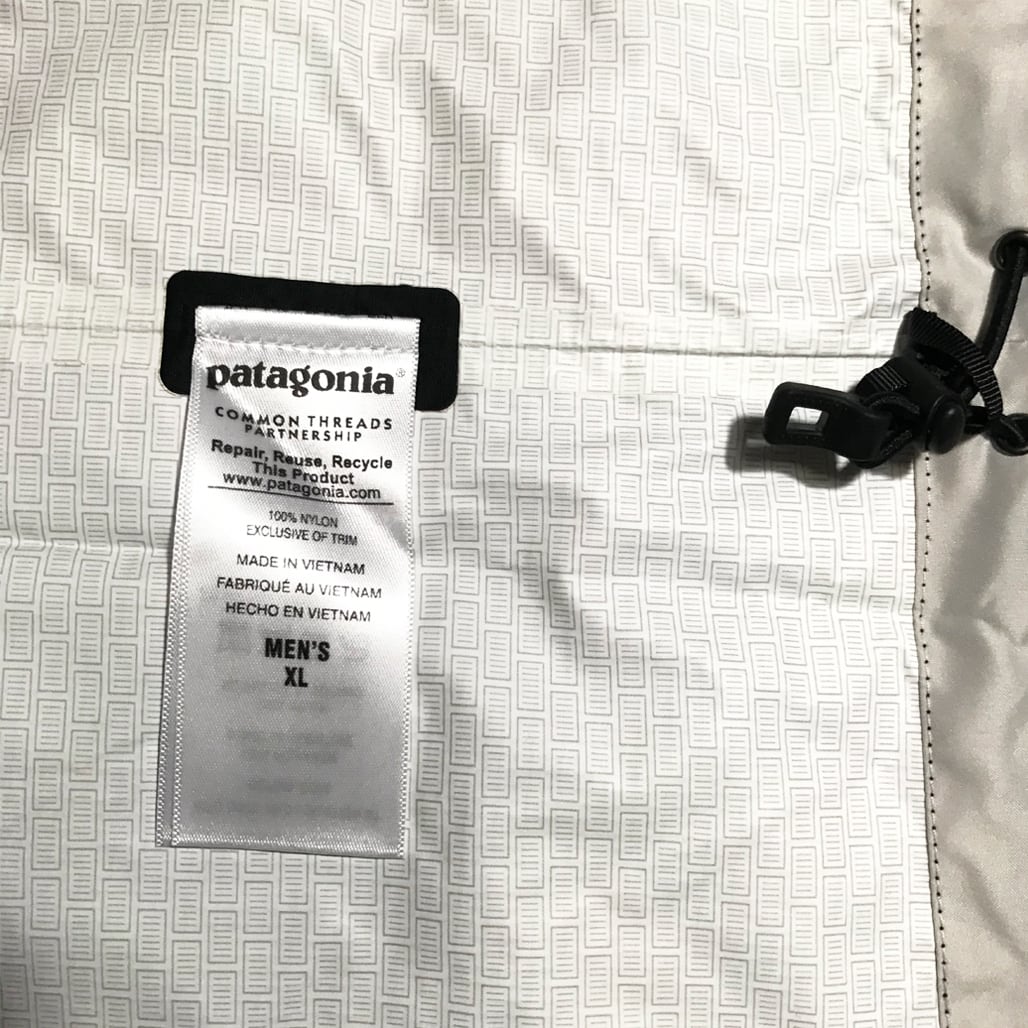 patagonia®
COMMON THREADS
PARTNERSHIP
Repair, Reuse, Recycle
This Product
www.patagonia.com
100% NYLON
EXCLUSIVE OF TRIM
MADE IN VIETNAM
FABRIQUÉ AU VIETNAM
HECHO EN VIETNAM
MEN'S
XL